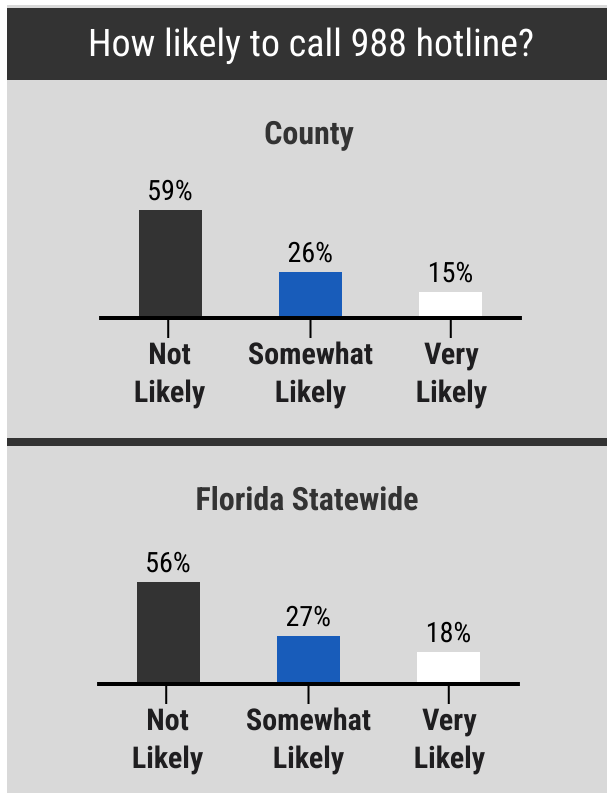 How likely to call 988 hotline?
County
59%
26%
15%
Not Likely
Somewhat Likely
Very Likely
Florida Statewide
56%
27%
18%
Not Likely
Somewhat Likely
Very Likely